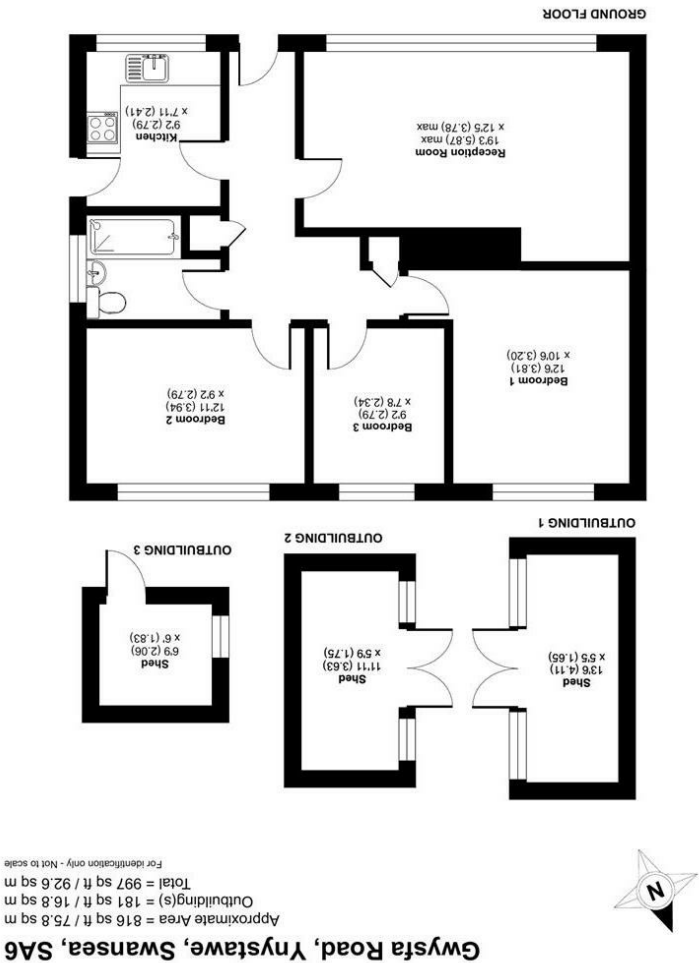 Gwysfa Road, Ynystawe, Swansea, SA6
Approximate Area = 816 sq ft / 75.8 sq m
Outbuilding(s) = 181 sq ft / 16.8 sq m
Total = 997 sq ft / 92.6 sq m
For identification only - Not to scale
N
Shed
13'6 (4.11)
x 5'5 (1.65)
OUTBUILDING 1
Shed
11'11 (3.63)
x 5'9 (1.75)
OUTBUILDING 2
Shed
6'9 (2.06)
x 6' (1.83)
OUTBUILDING 3
Bedroom 1
12'6 (3.81)
x 10'6 (3.20)
Bedroom 3
9'2 (2.79)
x 7'8 (2.34)
Bedroom 2
12'11 (3.94)
x 9'2 (2.79)
Reception Room
19'3 (5.87) max
x 12'5 (3.78) max
Kitchen
9'2 (2.79)
x 7'11 (2.41)
GROUND FLOOR